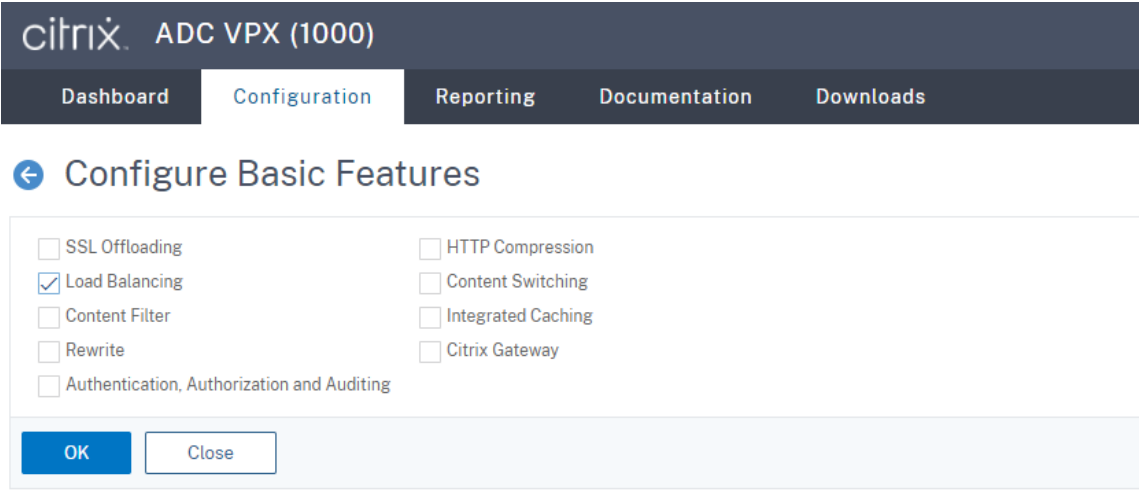 citrix. ADC VPX (1000)
Dashboard Configuration Reporting Documentation Downloads
Configure Basic Features
SSL Offloading HTTP Compression
Load Balancing Content Switching
Content Filter Integrated Caching
Rewrite Citrix Gateway
Authentication, Authorization and Auditing
OK Close